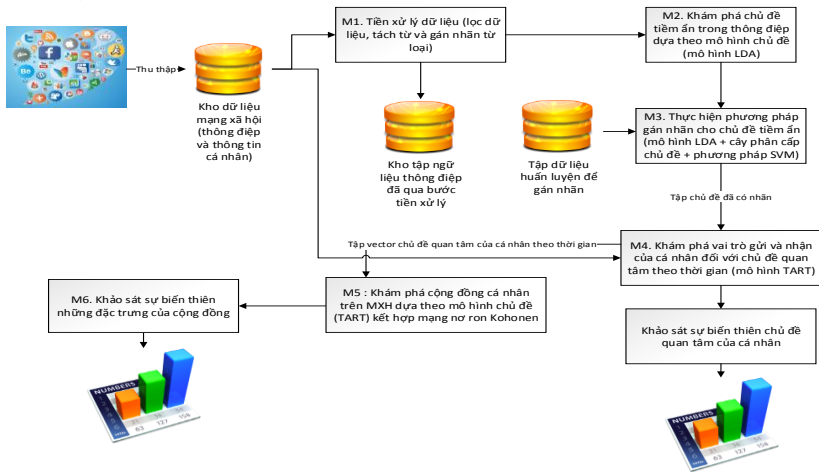 Thu thập
Kho dữ liệu
mạng xã hội
(thông điệp
và thông tin
cá nhân)
M1. Tiền xử lý dữ liệu (lọc dữ
liệu, tách từ và gán nhãn từ
loại)
M2. Khám phá chủ đề
tiềm ẩn trong thông điệp
dựa theo mô hình chủ đề
(mô hình LDA)
Kho tập ngữ
liệu thông điệp
đã qua bước
tiền xử lý
Tập dữ liệu
huấn luyện để
gán nhãn
M3. Thực hiện phương pháp
gán nhãn cho chủ đề tiềm ẩn
(mô hình LDA + cây phân cấp
chủ đề + phương pháp SVM)
Tập chủ đề đã có nhãn
Tập vector chủ đề quan tâm của cá nhân theo thời gian
M4. Khám phá vai trò gửi và nhận
của cá nhân đối với chủ đề quan
tâm theo thời gian (mô hình TART)
M5 : Khám phá cộng đồng cá nhân
trên MXH dựa theo mô hình chủ đề
(TART) kết hợp mạng nơ ron Kohonen
M6. Khảo sát sự biến thiên
những đặc trưng của cộng đồng
Khảo sát sự biến thiên chủ đề
quan tâm của cá nhân
NUMBERS
63 127 154
NUMBERS
63 127 154